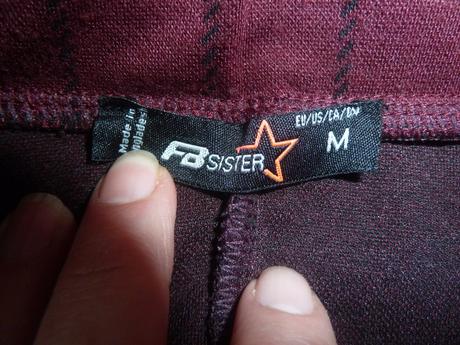 Made in
FB SISTER
EU/US/CA/CN
M